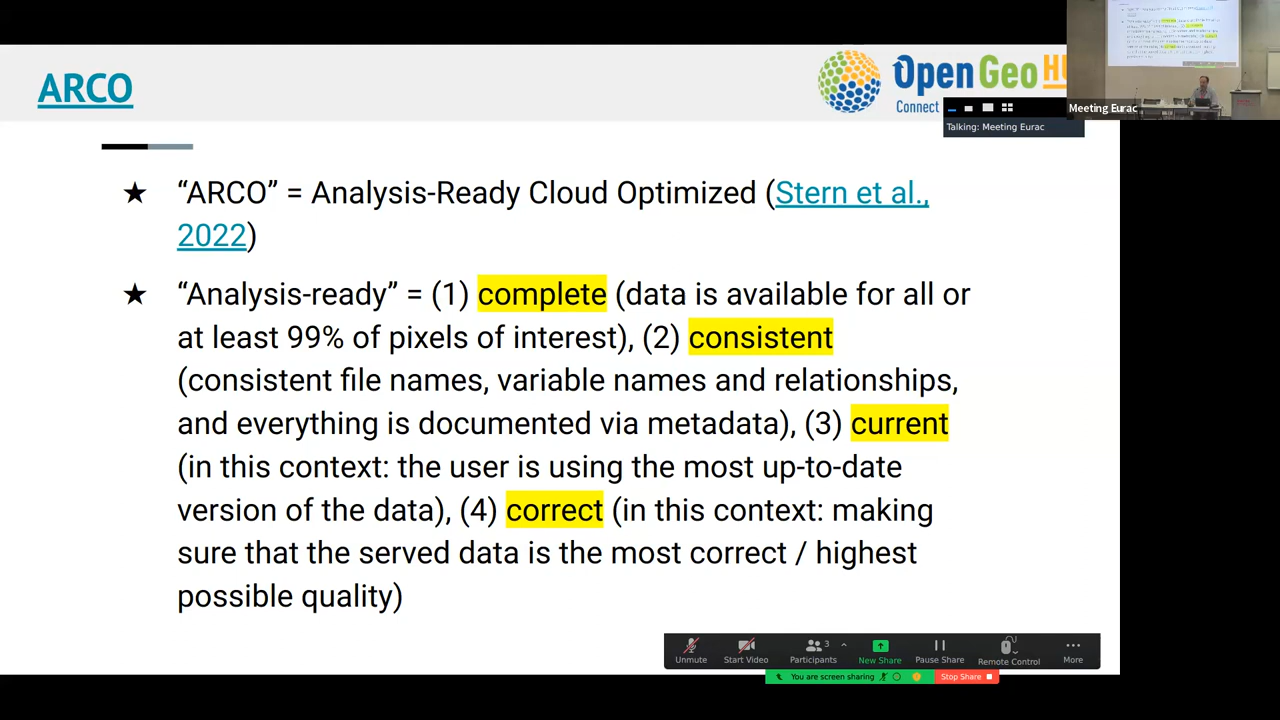 ARCO
Open Geo HU
Connect
Talking: Meeting Eurac
Meeting Eurac
★ “ARCO” = Analysis-Ready Cloud Optimized (Stern et al.,
2022)
★ “Analysis-ready” = (1) complete (data is available for all or
at least 99% of pixels of interest), (2) consistent
(consistent file names, variable names and relationships,
and everything is documented via metadata), (3) current
(in this context: the user is using the most up-to-date
version of the data), (4) correct (in this context: making
sure that the served data is the most correct / highest
possible quality)
Unmute Start Video Participants 3 New Share Pause Share Remote Control More
You are screen sharing Stop Share